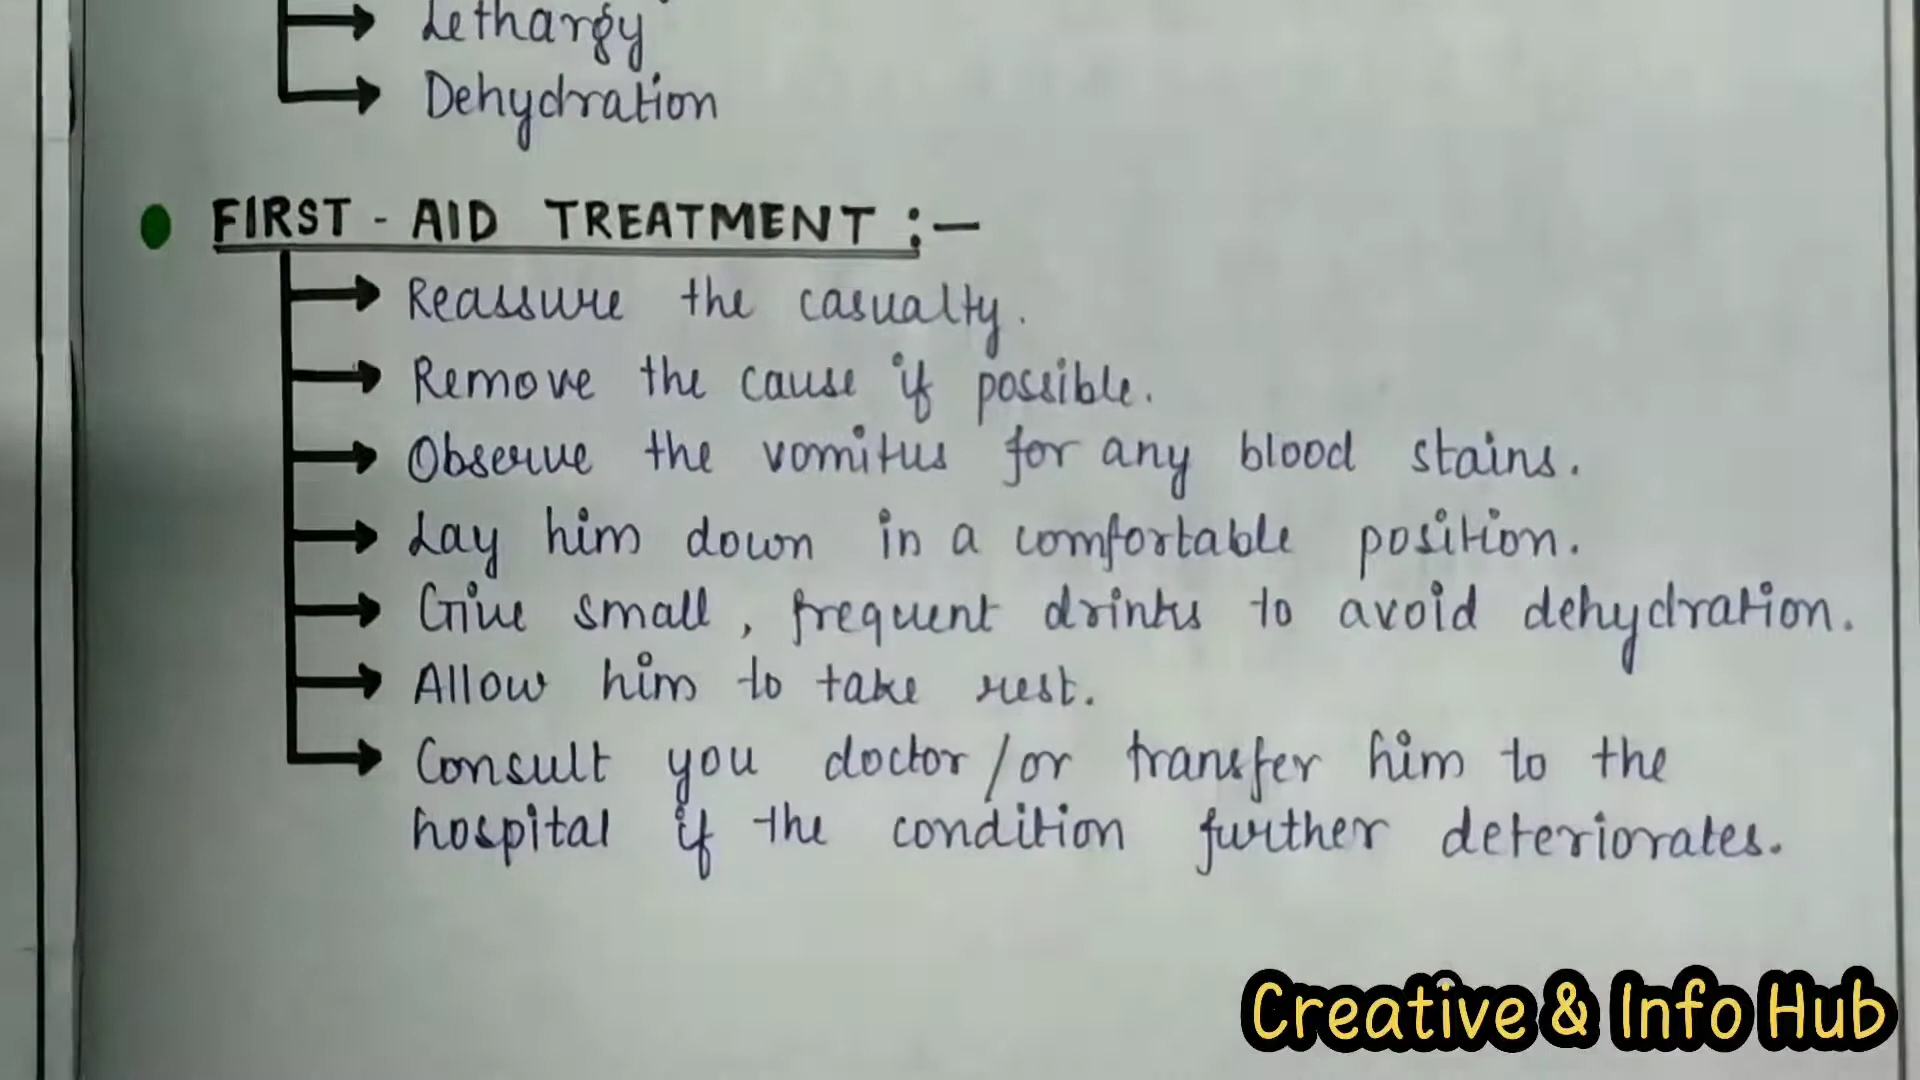 Lethargy
Dehydration
FIRST - AID TREATMENT :-
Reassure the casualty.
Remove the cause if possible.
Observe the vomitus for any blood stains.
Lay him down in a comfortable position.
Give small, frequent drinks to avoid dehydration.
Allow him to take rest.
Consult you doctor/or transfer him to the
hospital if the condition further deteriorates.
Creative & Info Hub